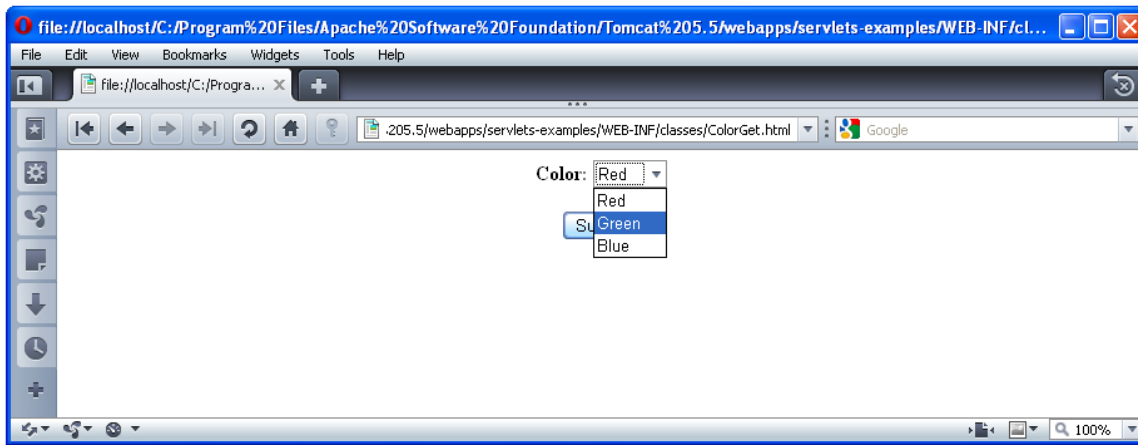 file://localhost/C:/Program%20Files/Apache%20Software%20Foundation/Tomcat%205.5/webapps/servlets-examples/WEB-INF/cl...
File Edit View Bookmarks Widgets Tools Help
file://localhost/C:/Progra...
.205.5/webapps/servlets-examples/WEB-INF/classes/ColorGet.html Google
Color: Red
Red
Su Green
Blue
100%